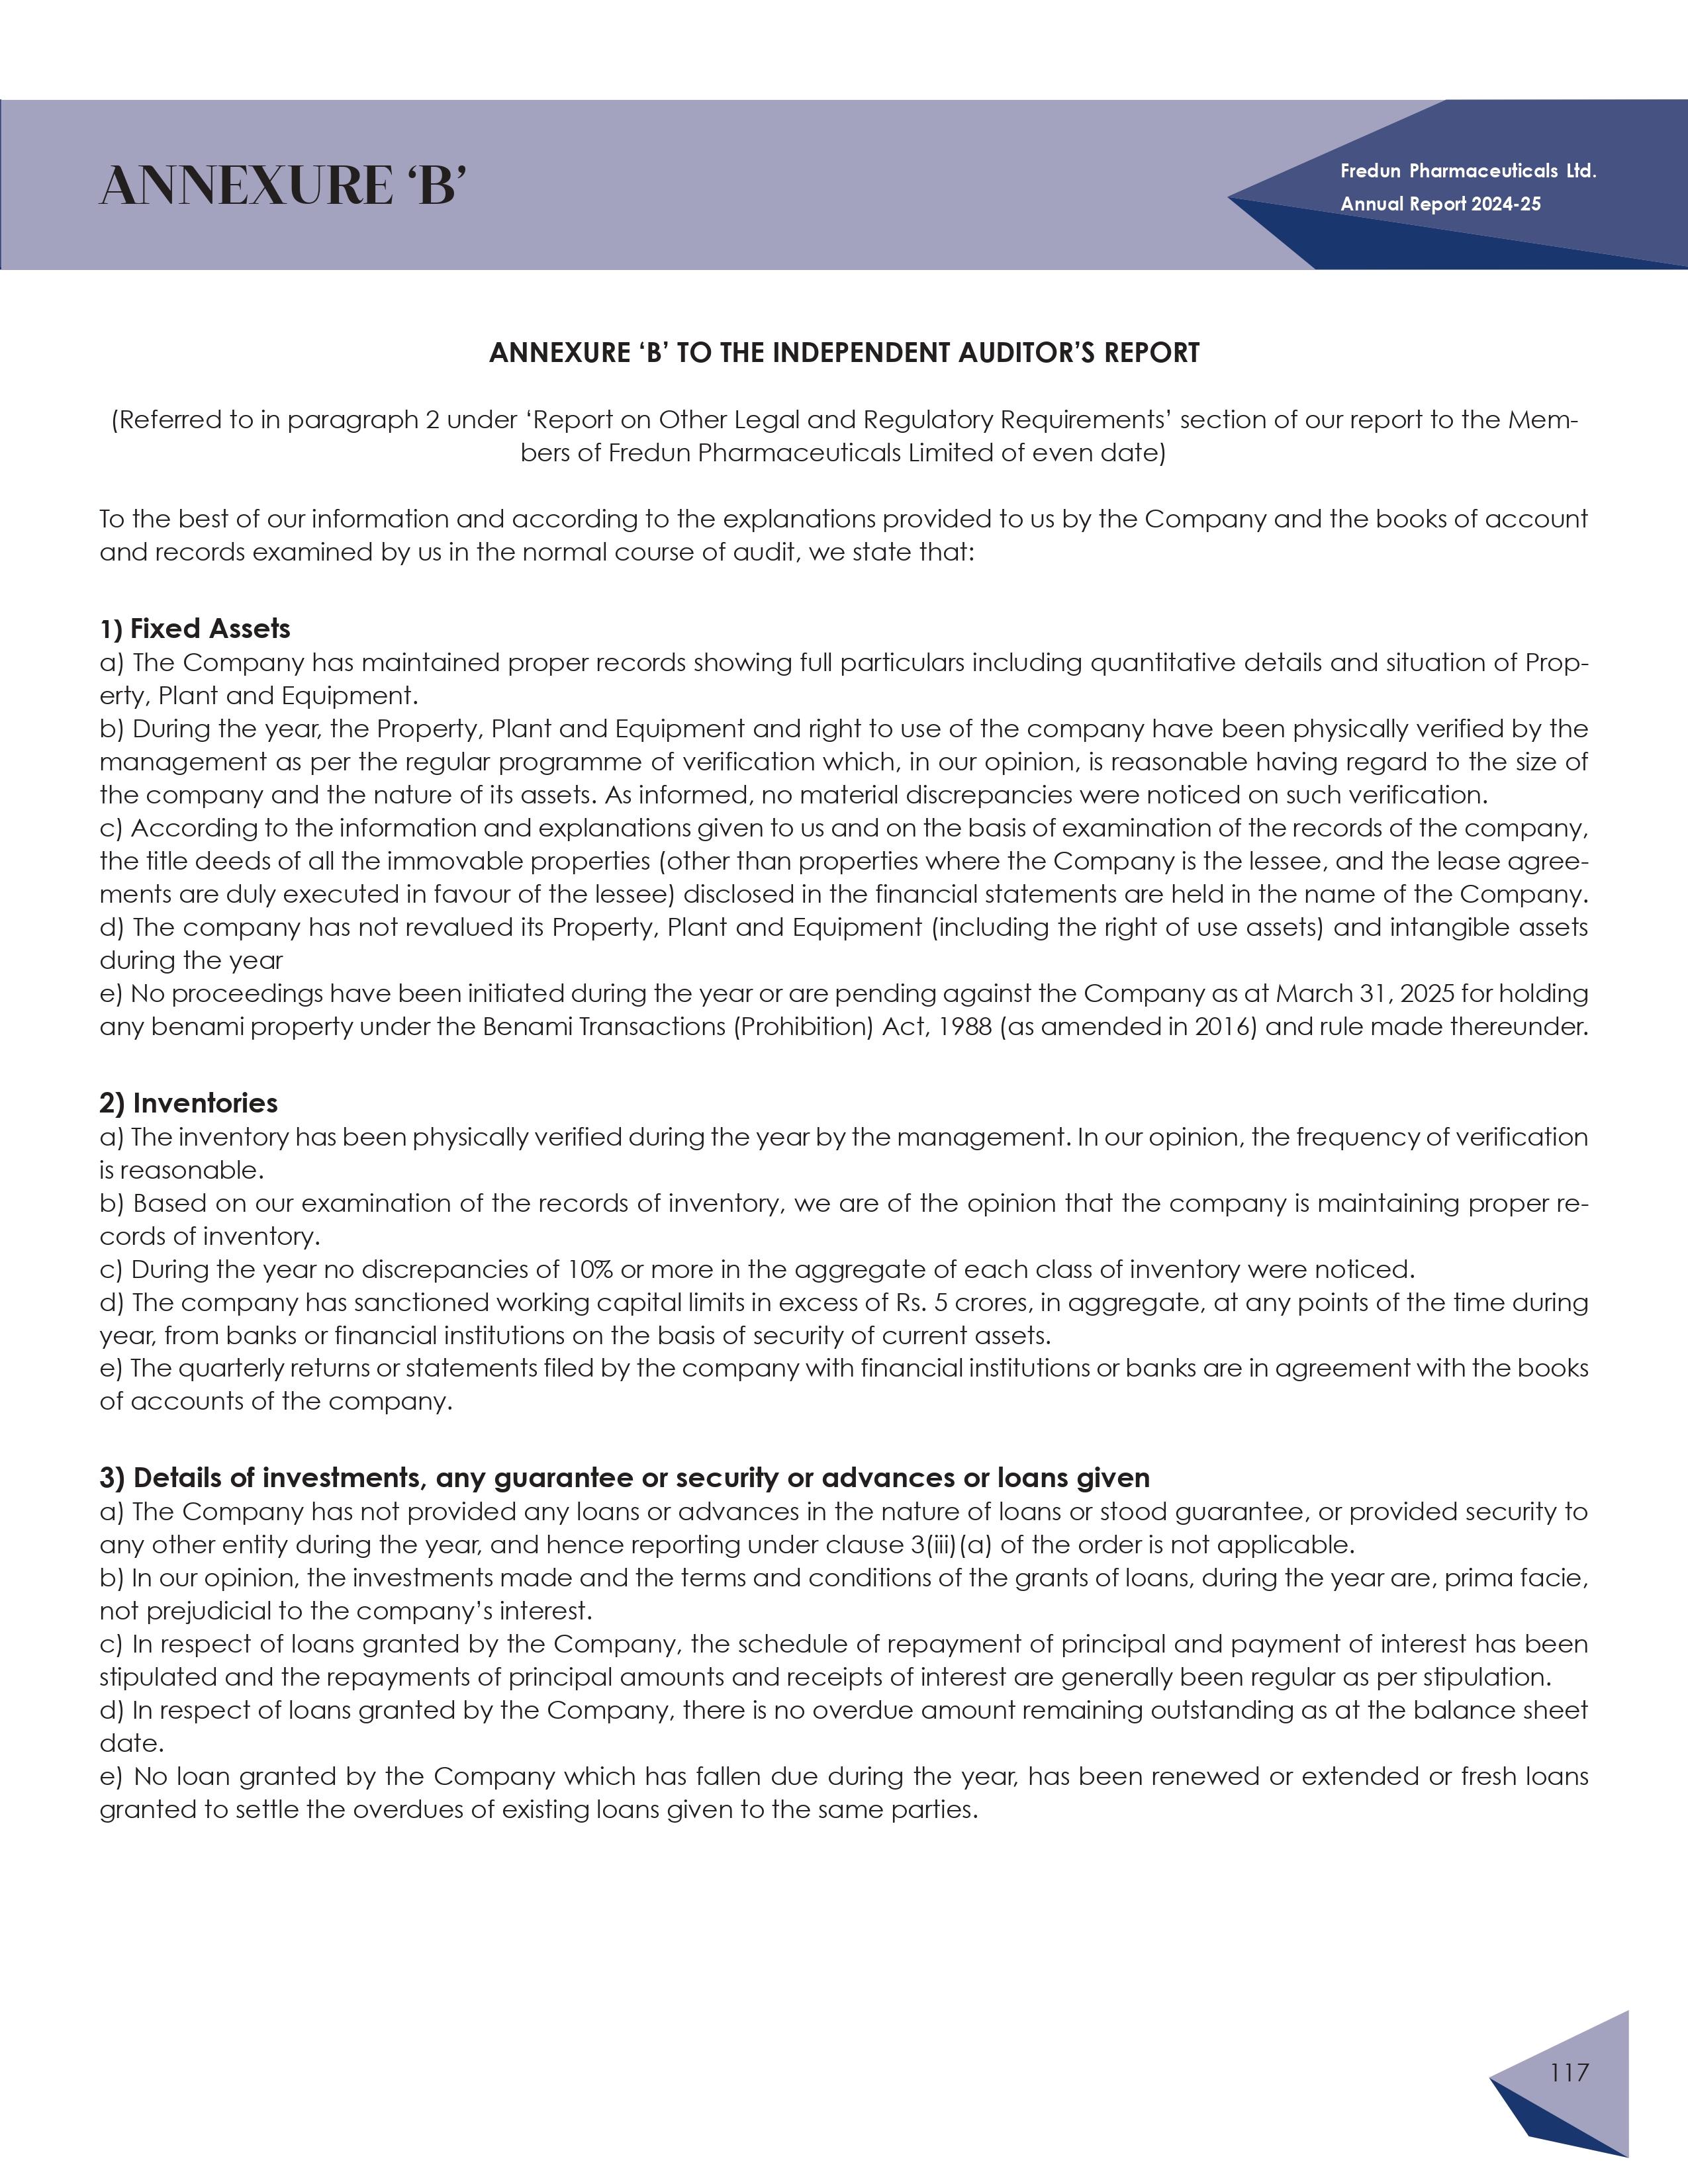 ANNEXURE ‘B’
Fredun Pharmaceuticals Ltd.
Annual Report 2024-25
ANNEXURE ‘B’ TO THE INDEPENDENT AUDITOR’S REPORT
(Referred to in paragraph 2 under ‘Report on Other Legal and Regulatory Requirements’ section of our report to the Mem-
bers of Fredun Pharmaceuticals Limited of even date)
To the best of our information and according to the explanations provided to us by the Company and the books of account
and records examined by us in the normal course of audit, we state that:
1) Fixed Assets
a) The Company has maintained proper records showing full particulars including quantitative details and situation of Prop-
erty, Plant and Equipment.
b) During the year, the Property, Plant and Equipment and right to use of the company have been physically verified by the
management as per the regular programme of verification which, in our opinion, is reasonable having regard to the size of
the company and the nature of its assets. As informed, no material discrepancies were noticed on such verification.
c) According to the information and explanations given to us and on the basis of examination of the records of the company,
the title deeds of all the immovable properties (other than properties where the Company is the lessee, and the lease agree-
ments are duly executed in favour of the lessee) disclosed in the financial statements are held in the name of the Company.
d) The company has not revalued its Property, Plant and Equipment (including the right of use assets) and intangible assets
during the year
e) No proceedings have been initiated during the year or are pending against the Company as at March 31, 2025 for holding
any benami property under the Benami Transactions (Prohibition) Act, 1988 (as amended in 2016) and rule made thereunder.
2) Inventories
a) The inventory has been physically verified during the year by the management. In our opinion, the frequency of verification
is reasonable.
b) Based on our examination of the records of inventory, we are of the opinion that the company is maintaining proper re-
cords of inventory.
c) During the year no discrepancies of 10% or more in the aggregate of each class of inventory were noticed.
d) The company has sanctioned working capital limits in excess of Rs. 5 crores, in aggregate, at any points of the time during
year, from banks or financial institutions on the basis of security of current assets.
e) The quarterly returns or statements filed by the company with financial institutions or banks are in agreement with the books
of accounts of the company.
3) Details of investments, any guarantee or security or advances or loans given
a) The Company has not provided any loans or advances in the nature of loans or stood guarantee, or provided security to
any other entity during the year, and hence reporting under clause 3(iii)(a) of the order is not applicable.
b) In our opinion, the investments made and the terms and conditions of the grants of loans, during the year are, prima facie,
not prejudicial to the company’s interest.
c) In respect of loans granted by the Company, the schedule of repayment of principal and payment of interest has been
stipulated and the repayments of principal amounts and receipts of interest are generally been regular as per stipulation.
d) In respect of loans granted by the Company, there is no overdue amount remaining outstanding as at the balance sheet
date.
e) No loan granted by the Company which has fallen due during the year, has been renewed or extended or fresh loans
granted to settle the overdues of existing loans given to the same parties.
117